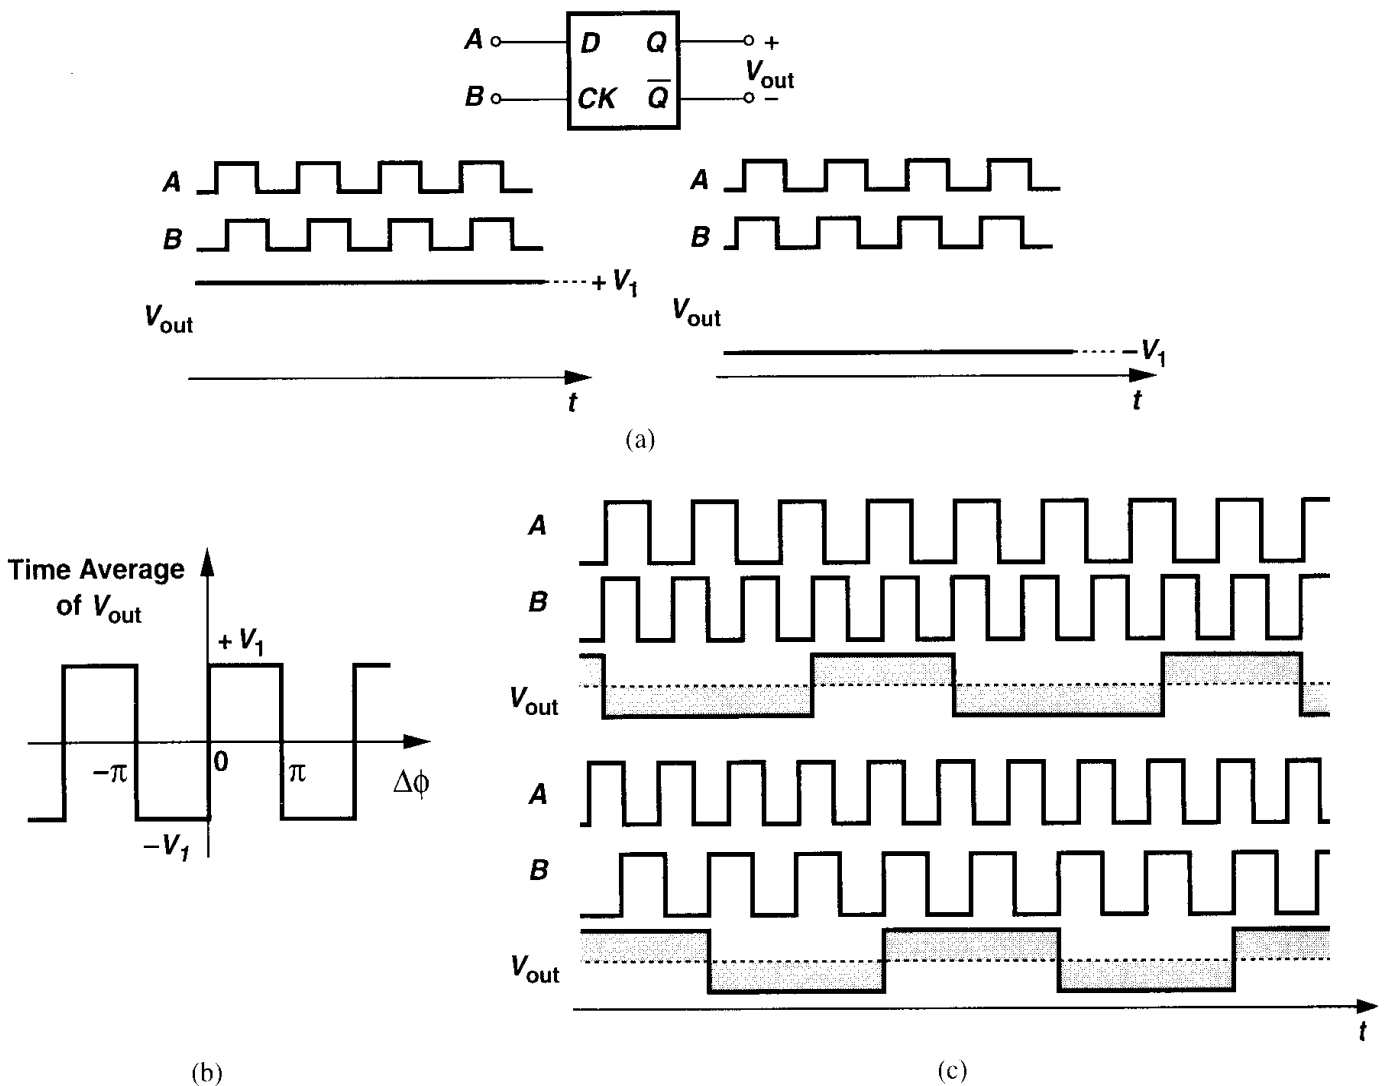 A D Q +
V_out
B CK Q̅ −
A
B
+ V_1
V_out
t
A
B
V_out
− V_1
t
(a)
Time Average
of V_out
+ V_1
−π 0 π Δϕ
−V_1
(b)
A
B
V_out
A
B
V_out
t
(c)